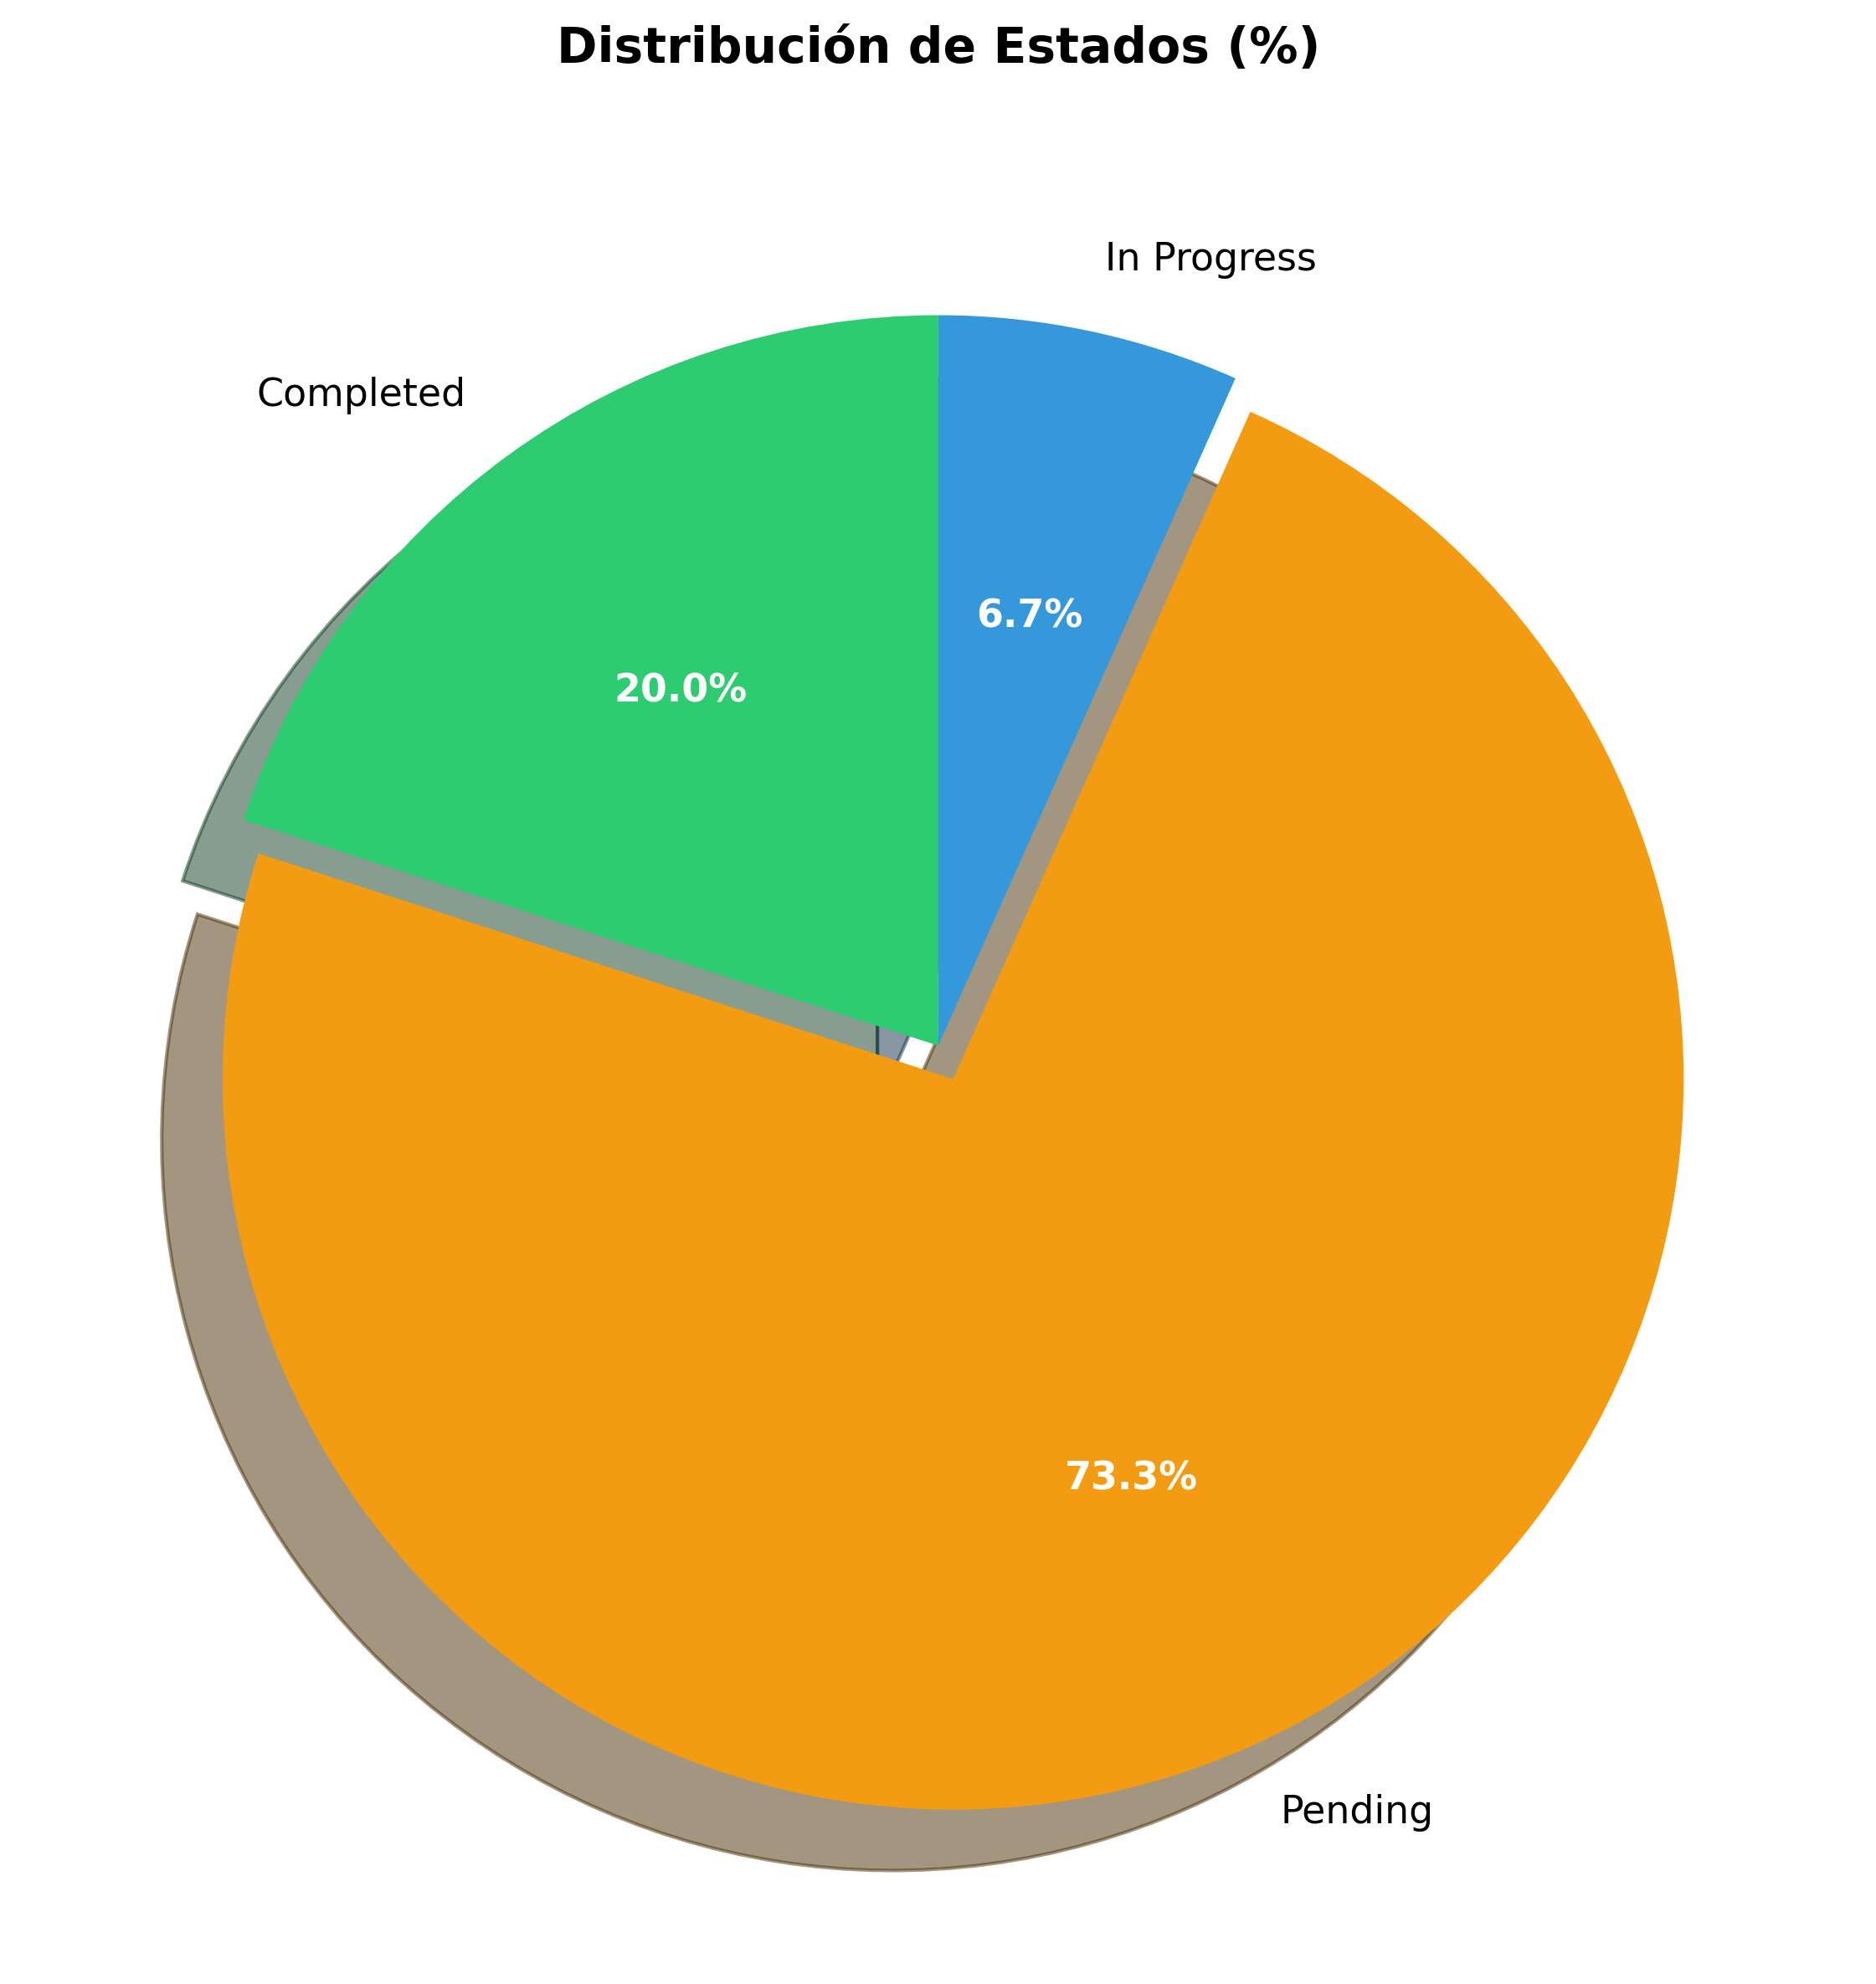 Distribución de Estados (%)
In Progress
Completed
6.7%
20.0%
73.3%
Pending